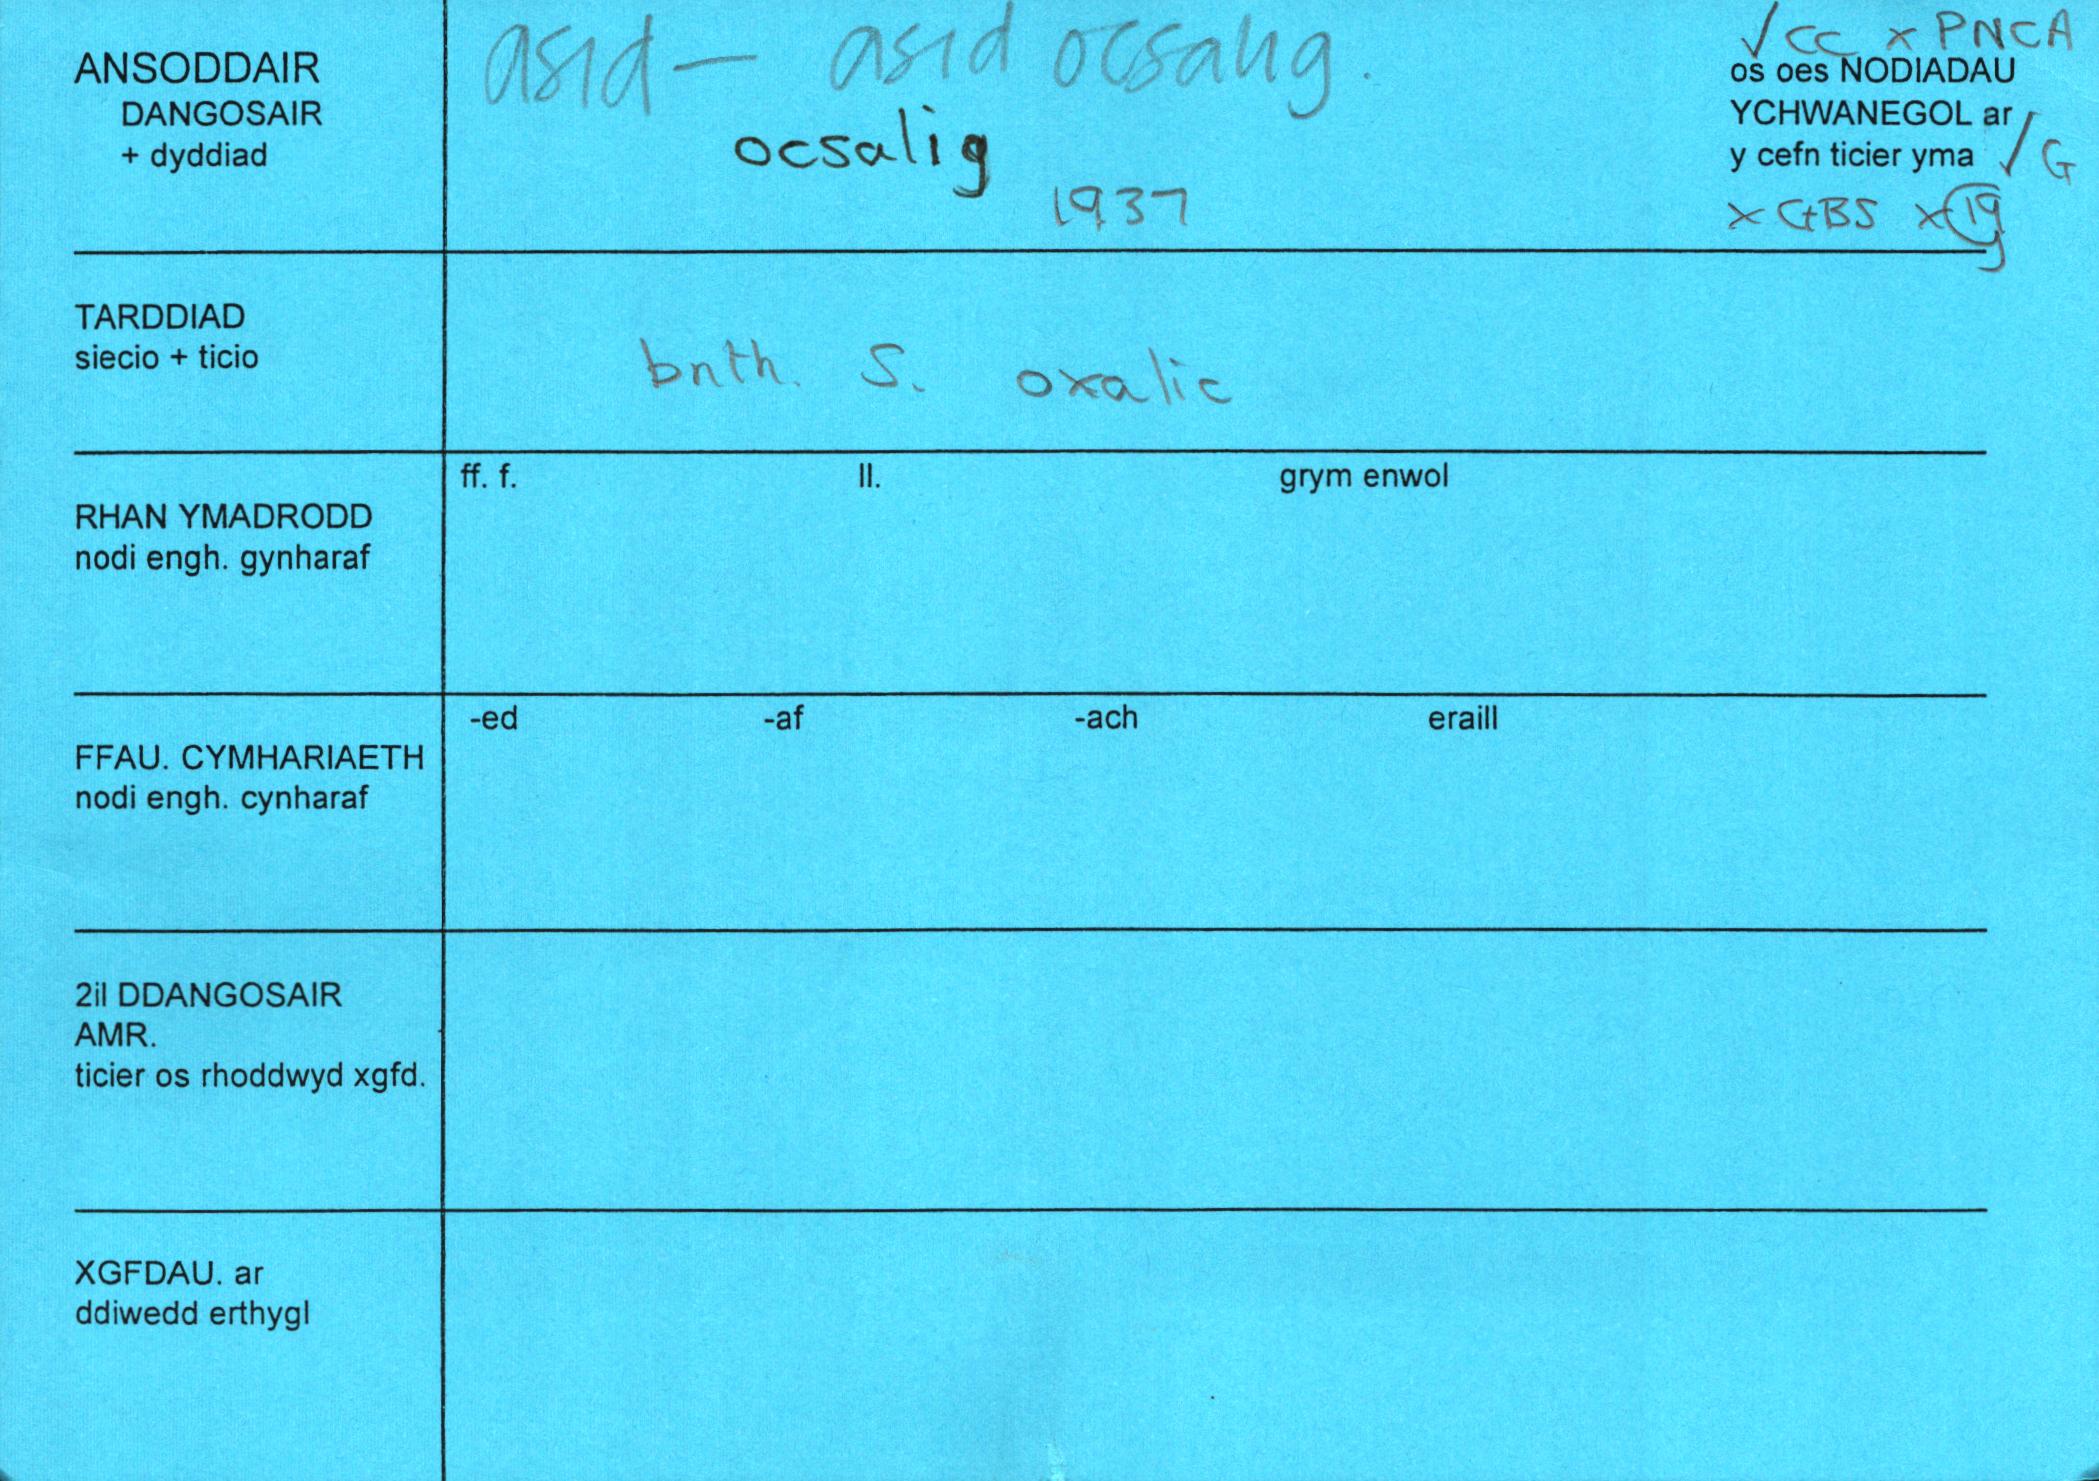 asid — asid ocsalig.
√ CC x PNCA
ANSODDAIR
DANGOSAIR
+ dyddiad
ocsalig
1937
os oes NODIADAU
YCHWANEGOL ar
y cefn ticier yma √ G
x GBS x 19
TARDDIAD
siecio + ticio
bnth. S. oxalic
ff. f. ll. grym enwol
RHAN YMADRODD
nodi engh. gynharaf
-ed -af -ach eraill
FFAU. CYMHARIAETH
nodi engh. cynharaf
2il DDANGOSAIR
AMR.
ticier os rhoddwyd xgfd.
XGFDAU. ar
ddiwedd erthygl